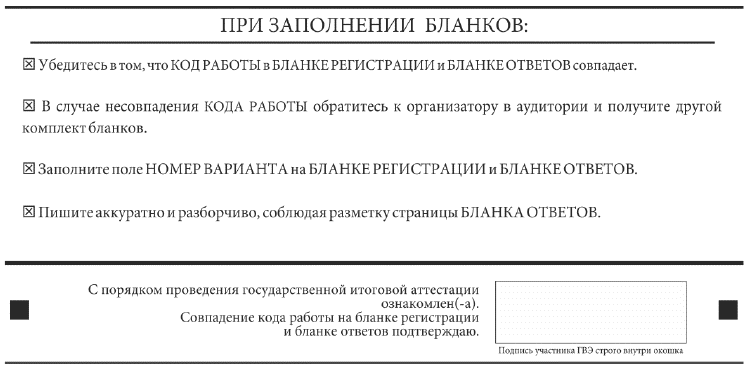 ПРИ ЗАПОЛНЕНИИ БЛАНКОВ:
☒ Убедитесь в том, что КОД РАБОТЫ в БЛАНКЕ РЕГИСТРАЦИИ и БЛАНКЕ ОТВЕТОВ совпадает.
☒ В случае несовпадения КОДА РАБОТЫ обратитесь к организатору в аудитории и получите другой
комплект бланков.
☒ Заполните поле НОМЕР ВАРИАНТА на БЛАНКЕ РЕГИСТРАЦИИ и БЛАНКЕ ОТВЕТОВ.
☒ Пишите аккуратно и разборчиво, соблюдая разметку страницы БЛАНКА ОТВЕТОВ.
С порядком проведения государственной итоговой аттестации
ознакомлен(-а).
Совпадение кода работы на бланке регистрации
и бланке ответов подтверждаю.
Подпись участника ГВЭ строго внутри окошка